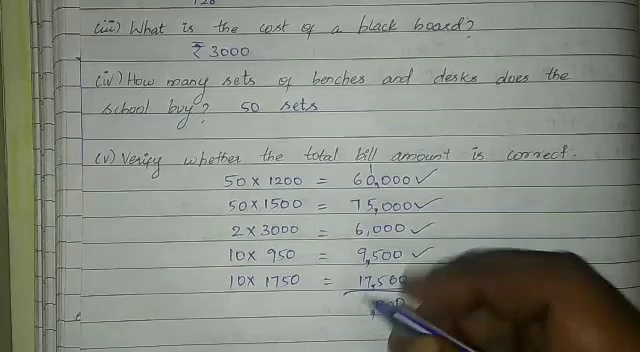 (iii) What is the cost of a black board?
₹ 3000
(iv) How many sets of benches and desks does the
school buy? 50 sets
(v) Verify whether the total bill amount is correct.
50 x 1200 = 60,000 ✓
50 x 1500 = 75,000 ✓
2 x 3000 = 6,000 ✓
10 x 950 = 9,500 ✓
10 x 1750 = 17,500